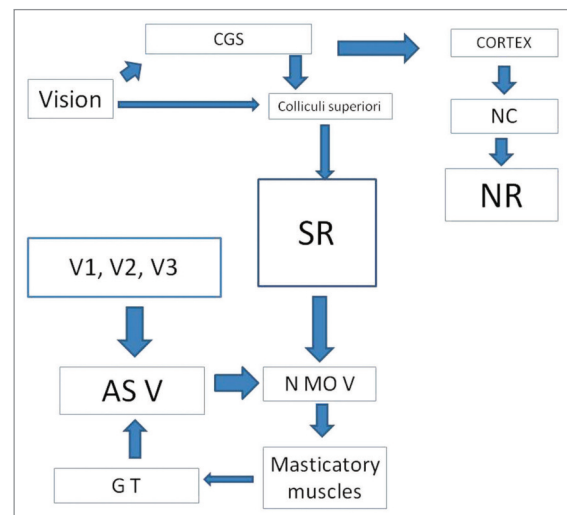 CGS
CORTEX
Vision
Colliculi superiori
NC
NR
SR
V1, V2, V3
AS V
N MO V
G T
Masticatory
muscles